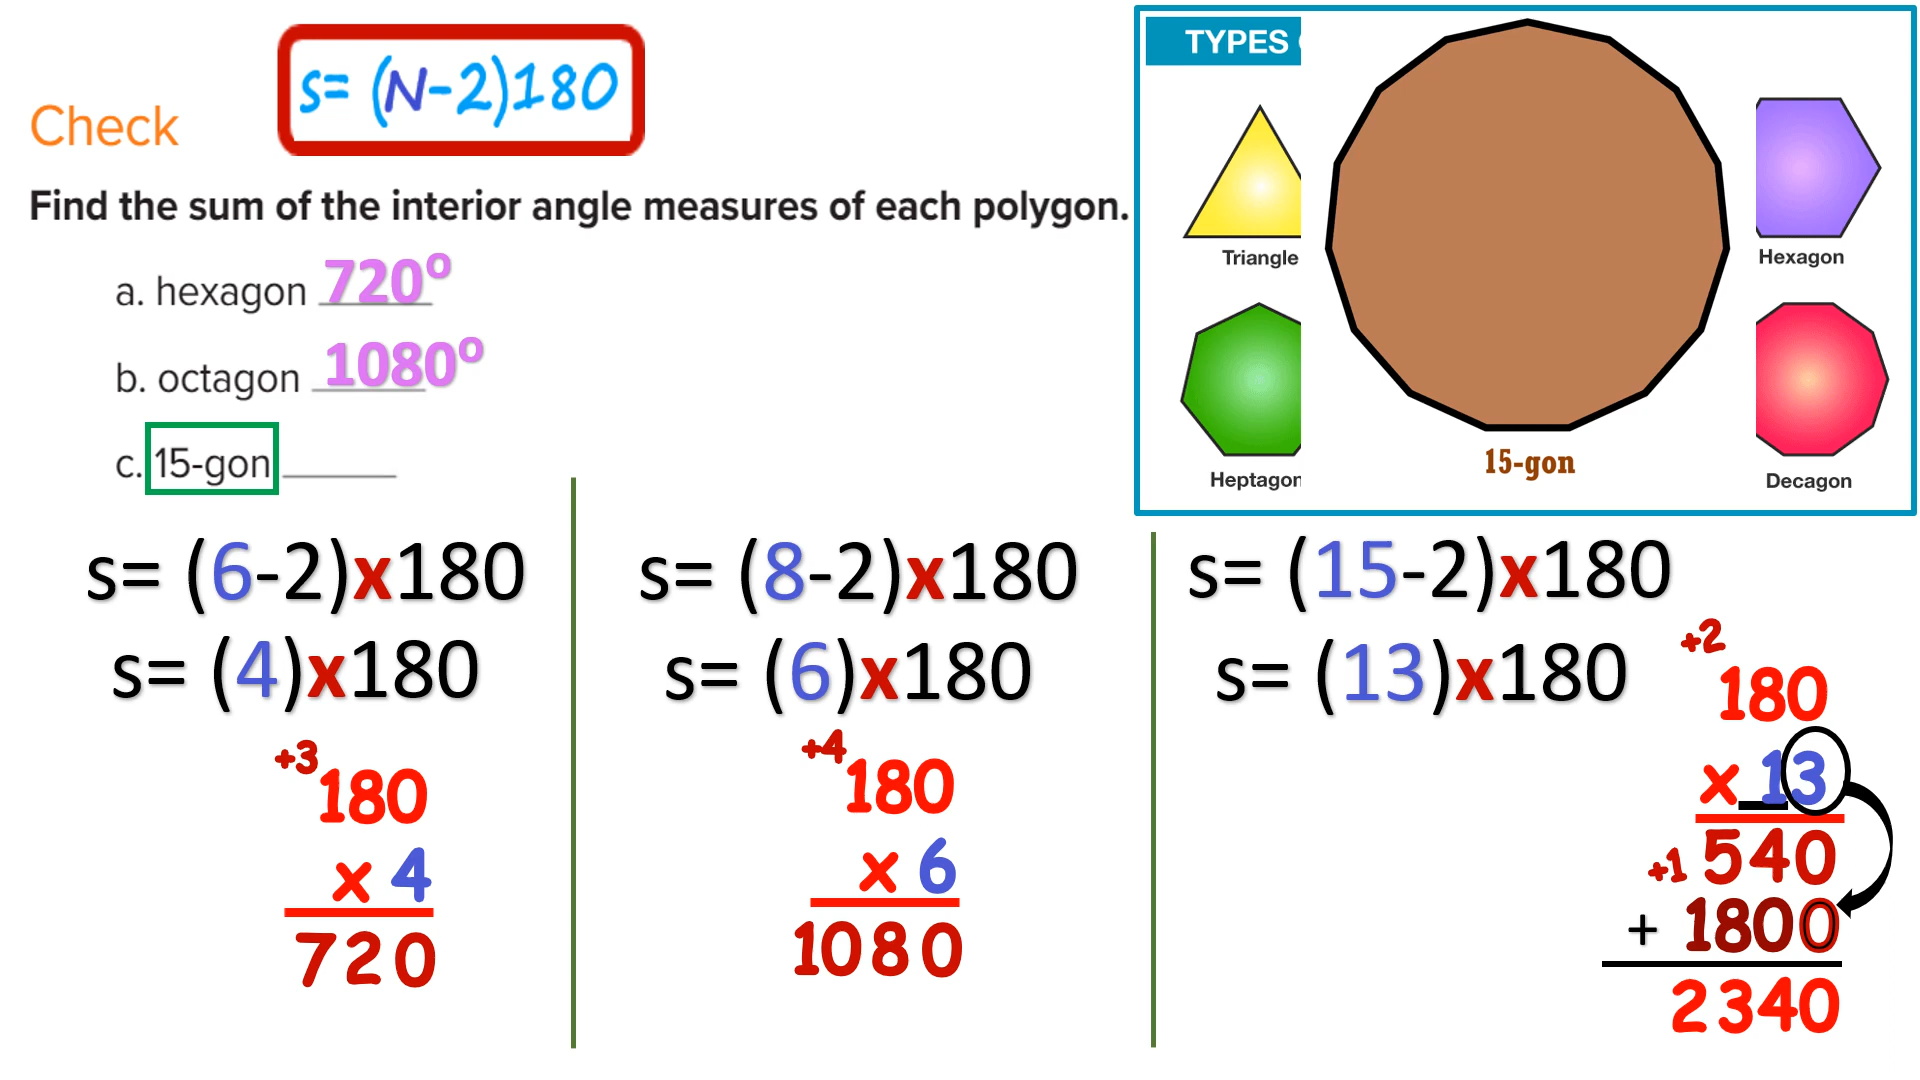 s= (N-2)180
Check
Find the sum of the interior angle measures of each polygon.
a. hexagon 720º
b. octagon 1080º
c. 15-gon
TYPES
Triangle
Hexagon
Heptagon
15-gon
Decagon
s= (6-2)x180
s= (4)x180
+3
180
x 4
720
s= (8-2)x180
s= (6)x180
+4
180
x 6
1080
s= (15-2)x180
s= (13)x180
+2
180
x 13
+1 540
+ 1800
2340